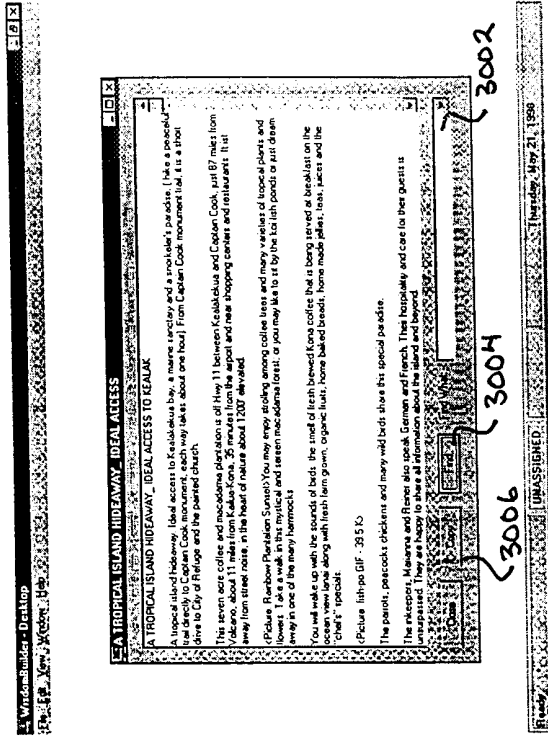 WisdomBuilder - Desktop
File Edit View Window Help
A TROPICAL ISLAND HIDEAWAY_ IDEAL ACCESS
A TROPICAL ISLAND HIDEAWAY_ IDEAL ACCESS TO KEALAK
A tropical island hideaway. Ideal access to Kealakekua bay, a marine sanctary and a snorkeler's paradise. [ hike a peaceful
trail directly to Captain Cook monument, each way takes about one hour]. From Captain Cook monument trail, it is a short
drive to City of Refuge and the painted church.
This seven acre coffee and macadamia plantation is off Hwy 11 between Kealakekua and Captain Cook, just 87 miles from
Volcano, about 11 miles from Kailua-Kona, 35 minutes from the airport and near shopping centers and restaurants. It is
away from street noise, in the heart of nature about 1200' elevated.
<Picture: Rainbow Plantation Sunset>You may enjoy strolling among coffee trees and many varieties of tropical plants and
flowers. Take a walk in this mystical and sereen macadamia forest, or you may like to sit by the koi fish ponds or just dream
away in one of the many hammocks
You will wake up with the sounds of birds, the smell of fresh brewed Kona coffee that is being served at breakfast on the
ocean view lanai along with fresh farm grown, organic fruits, home baked breads, home made jellies, teas, juices and the
"chef's" specials.
<Picture: fish-po.GIF - 39.5 K>
The parrots, peacocks chickens and many wild birds share this special paradise.
The inkeepers, Marianna and Reiner also speak German and French. Their hospitality and care for their guests is
unsurpassed. They are happy to share all information about the island and beyond.
Close Copy Find
3006
3004
3002
Ready UNASSIGNED Thursday, May 21, 1998